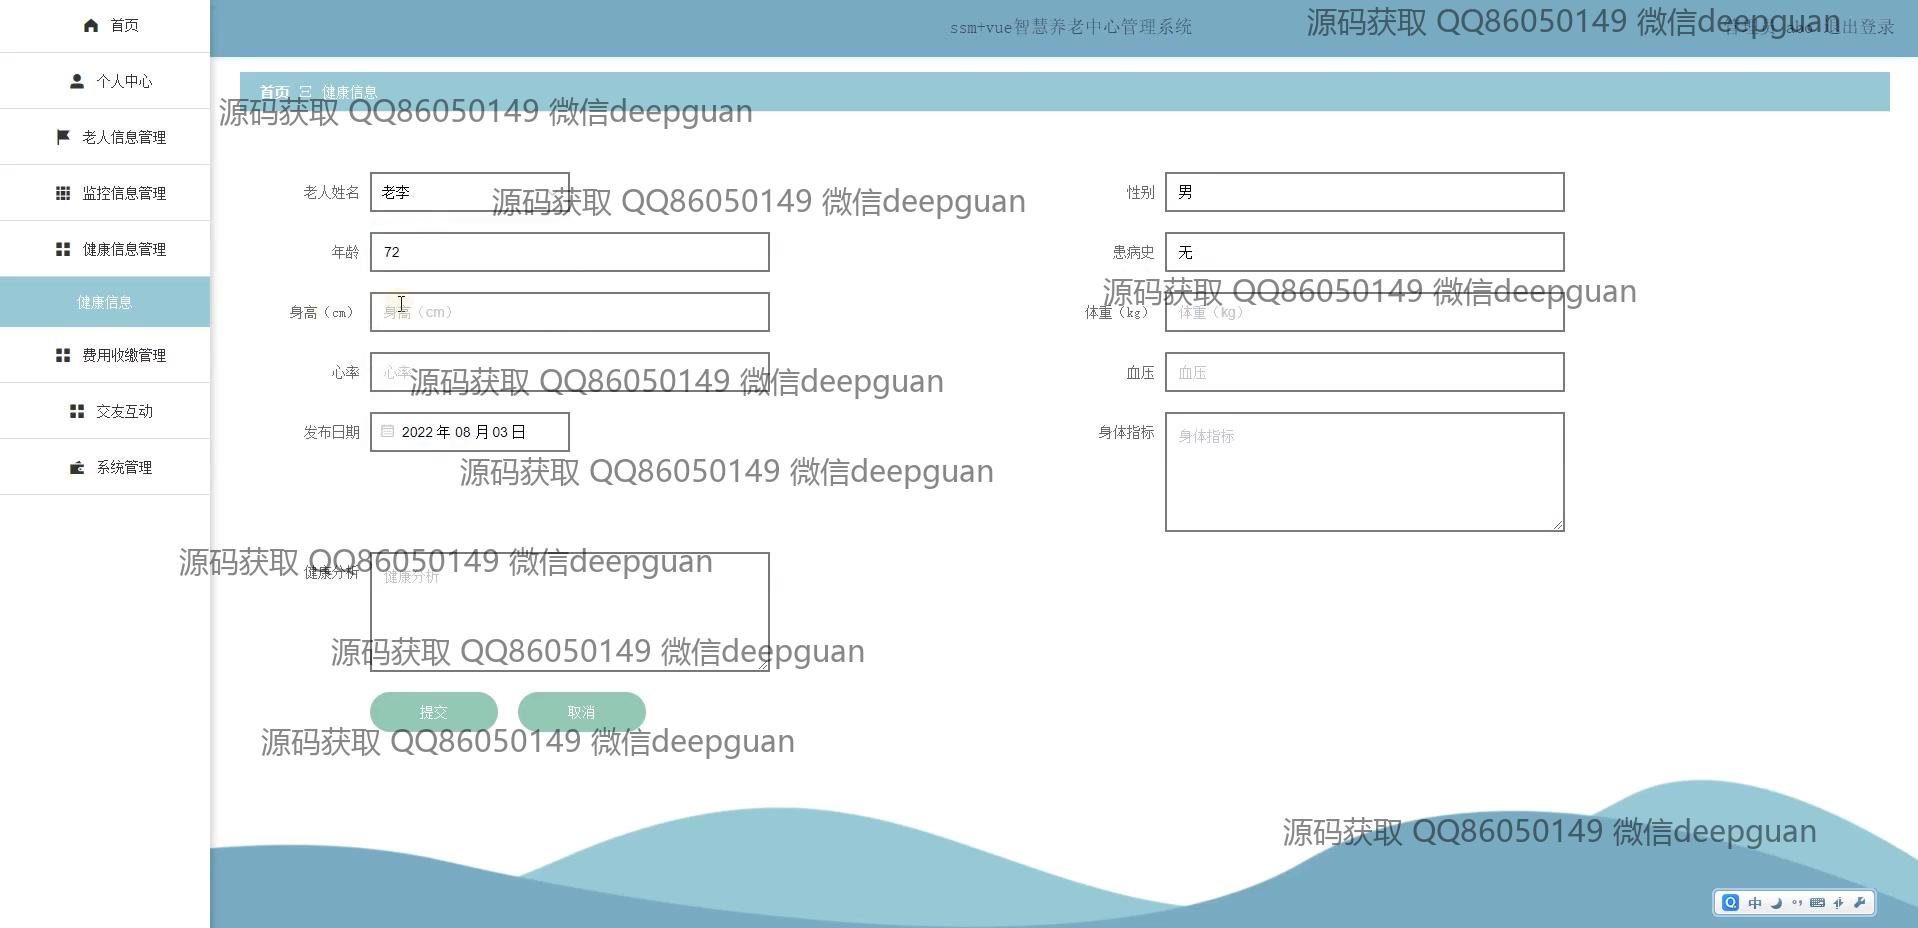 首页
个人中心
老人信息管理
监控信息管理
健康信息管理
健康信息
费用收缴管理
交友互动
系统管理
ssm+vue智慧养老中心管理系统
源码获取 QQ86050149 微信deepguan
退出登录
首页 健康信息
源码获取 QQ86050149 微信deepguan
老人姓名 老李
性别 男
源码获取 QQ86050149 微信deepguan
年龄 72
患病史 无
源码获取 QQ86050149 微信deepguan
身高（cm） 身高（cm）
体重（kg） 体重（kg）
心率 心率
血压 血压
源码获取 QQ86050149 微信deepguan
发布日期 2022 年 08 月 03 日
身体指标 身体指标
源码获取 QQ86050149 微信deepguan
源码获取 QQ86050149 微信deepguan
健康分析 健康分析
源码获取 QQ86050149 微信deepguan
提交 取消
源码获取 QQ86050149 微信deepguan
源码获取 QQ86050149 微信deepguan
中